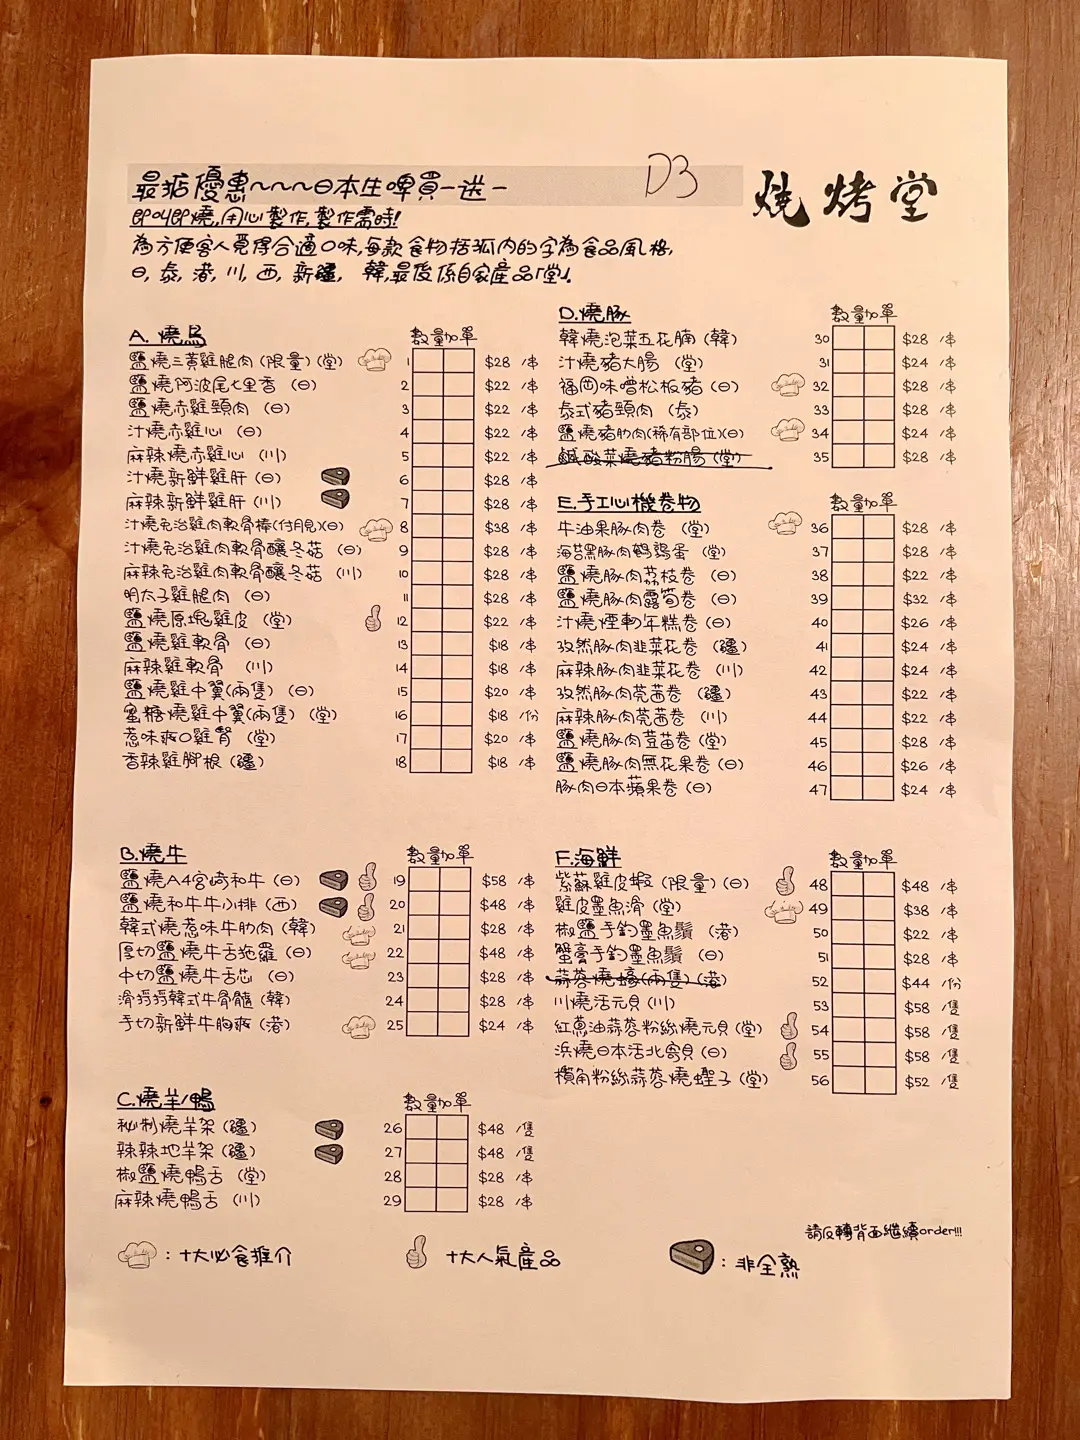 最掂優惠~~~日本生啤買一送一
D3
燒烤堂
即叫即燒,用心製作,製作需時!
為方便客人覓得合適口味,每款食物括弧內的字為食品風格,
日, 泰, 港, 川, 西, 新疆, 韓,最後係自家產品「堂」.
A. 燒鳥 數量 加單
鹽燒三黃雞腿肉 (限量) (堂) 1 $28 /串
鹽燒阿波尾七里香 (日) 2 $22 /串
鹽燒赤雞頸肉 (日) 3 $22 /串
汁燒赤雞心 (日) 4 $22 /串
麻辣燒赤雞心 (川) 5 $22 /串
汁燒新鮮雞肝 (日) 6 $28 /串
麻辣新鮮雞肝 (川) 7 $28 /串
汁燒免治雞肉軟骨棒(付月見)(日) 8 $38 /串
汁燒免治雞肉軟骨釀冬菇 (日) 9 $28 /串
麻辣免治雞肉軟骨釀冬菇 (川) 10 $28 /串
明太子雞腿肉 (日) 11 $28 /串
鹽燒原塊雞皮 (堂) 12 $22 /串
鹽燒雞軟骨 (日) 13 $18 /串
麻辣雞軟骨 (川) 14 $18 /串
鹽燒雞中翼(兩隻) (日) 15 $20 /串
蜜糖燒雞中翼(兩隻) (堂) 16 $18 /份
惹味爽口雞腎 (堂) 17 $20 /串
香辣雞腳根 (疆) 18 $18 /串
B.燒牛 數量 加單
鹽燒A4宮崎和牛 (日) 19 $58 /串
鹽燒和牛牛小排 (西) 20 $48 /串
韓式燒惹味牛肋肉 (韓) 21 $28 /串
厚切鹽燒牛舌拖羅 (日) 22 $48 /串
中切鹽燒牛舌芯 (日) 23 $28 /串
滑捋捋韓式牛骨髓 (韓) 24 $28 /串
手切新鮮牛胸爽 (港) 25 $24 /串
C.燒羊/鴨 數量 加單
秘制燒羊架 (疆) 26 $48 /隻
辣辣地羊架 (疆) 27 $48 /隻
椒鹽燒鴨舌 (堂) 28 $28 /串
麻辣燒鴨舌 (川) 29 $28 /串
D.燒豚 數量 加單
韓燒泡菜五花腩 (韓) 30 $28 /串
汁燒豬大腸 (堂) 31 $24 /串
福岡味噌松板豬 (日) 32 $28 /串
泰式豬頸肉 (泰) 33 $28 /串
鹽燒豬肋肉(稀有部位)(日) 34 $28 /串
鹹酸菜燒豬粉腸 (堂) 35 $28 /串
E.手工心機卷物 數量 加單
牛油果豚肉卷 (堂) 36 $28 /串
海苔黑豚肉鵪鶉蛋 (堂) 37 $28 /串
鹽燒豚肉荔枝卷 (日) 38 $22 /串
鹽燒豚肉露筍卷 (日) 39 $32 /串
汁燒煙靭年糕卷 (日) 40 $26 /串
孜然豚肉韭菜花卷 (疆) 41 $24 /串
麻辣豚肉韭菜花卷 (川) 42 $24 /串
孜然豚肉芫茜卷 (疆) 43 $22 /串
麻辣豚肉芫茜卷 (川) 44 $22 /串
鹽燒豚肉荳苗卷 (堂) 45 $28 /串
鹽燒豚肉無花果卷 (日) 46 $26 /串
豚肉日本蘋果卷 (日) 47 $24 /串
F.海鮮 數量 加單
紫蘇雞皮蝦 (限量) (日) 48 $48 /串
雞皮墨魚滑 (堂) 49 $38 /串
椒鹽手釣墨魚鬚 (港) 50 $22 /串
蟹膏手釣墨魚鬚 (日) 51 $28 /串
蒜蓉燒蠔(兩隻) (港) 52 $44 /份
川燒活元貝 (川) 53 $58 /隻
紅蔥油蒜蓉粉絲燒元貝 (堂) 54 $58 /隻
浜燒日本活北寄貝 (日) 55 $58 /隻
欖角粉絲蒜蓉燒蟶子 (堂) 56 $52 /隻
請反轉背面繼續order!!!
: 十大必食推介
十大人氣產品
: 非全熟